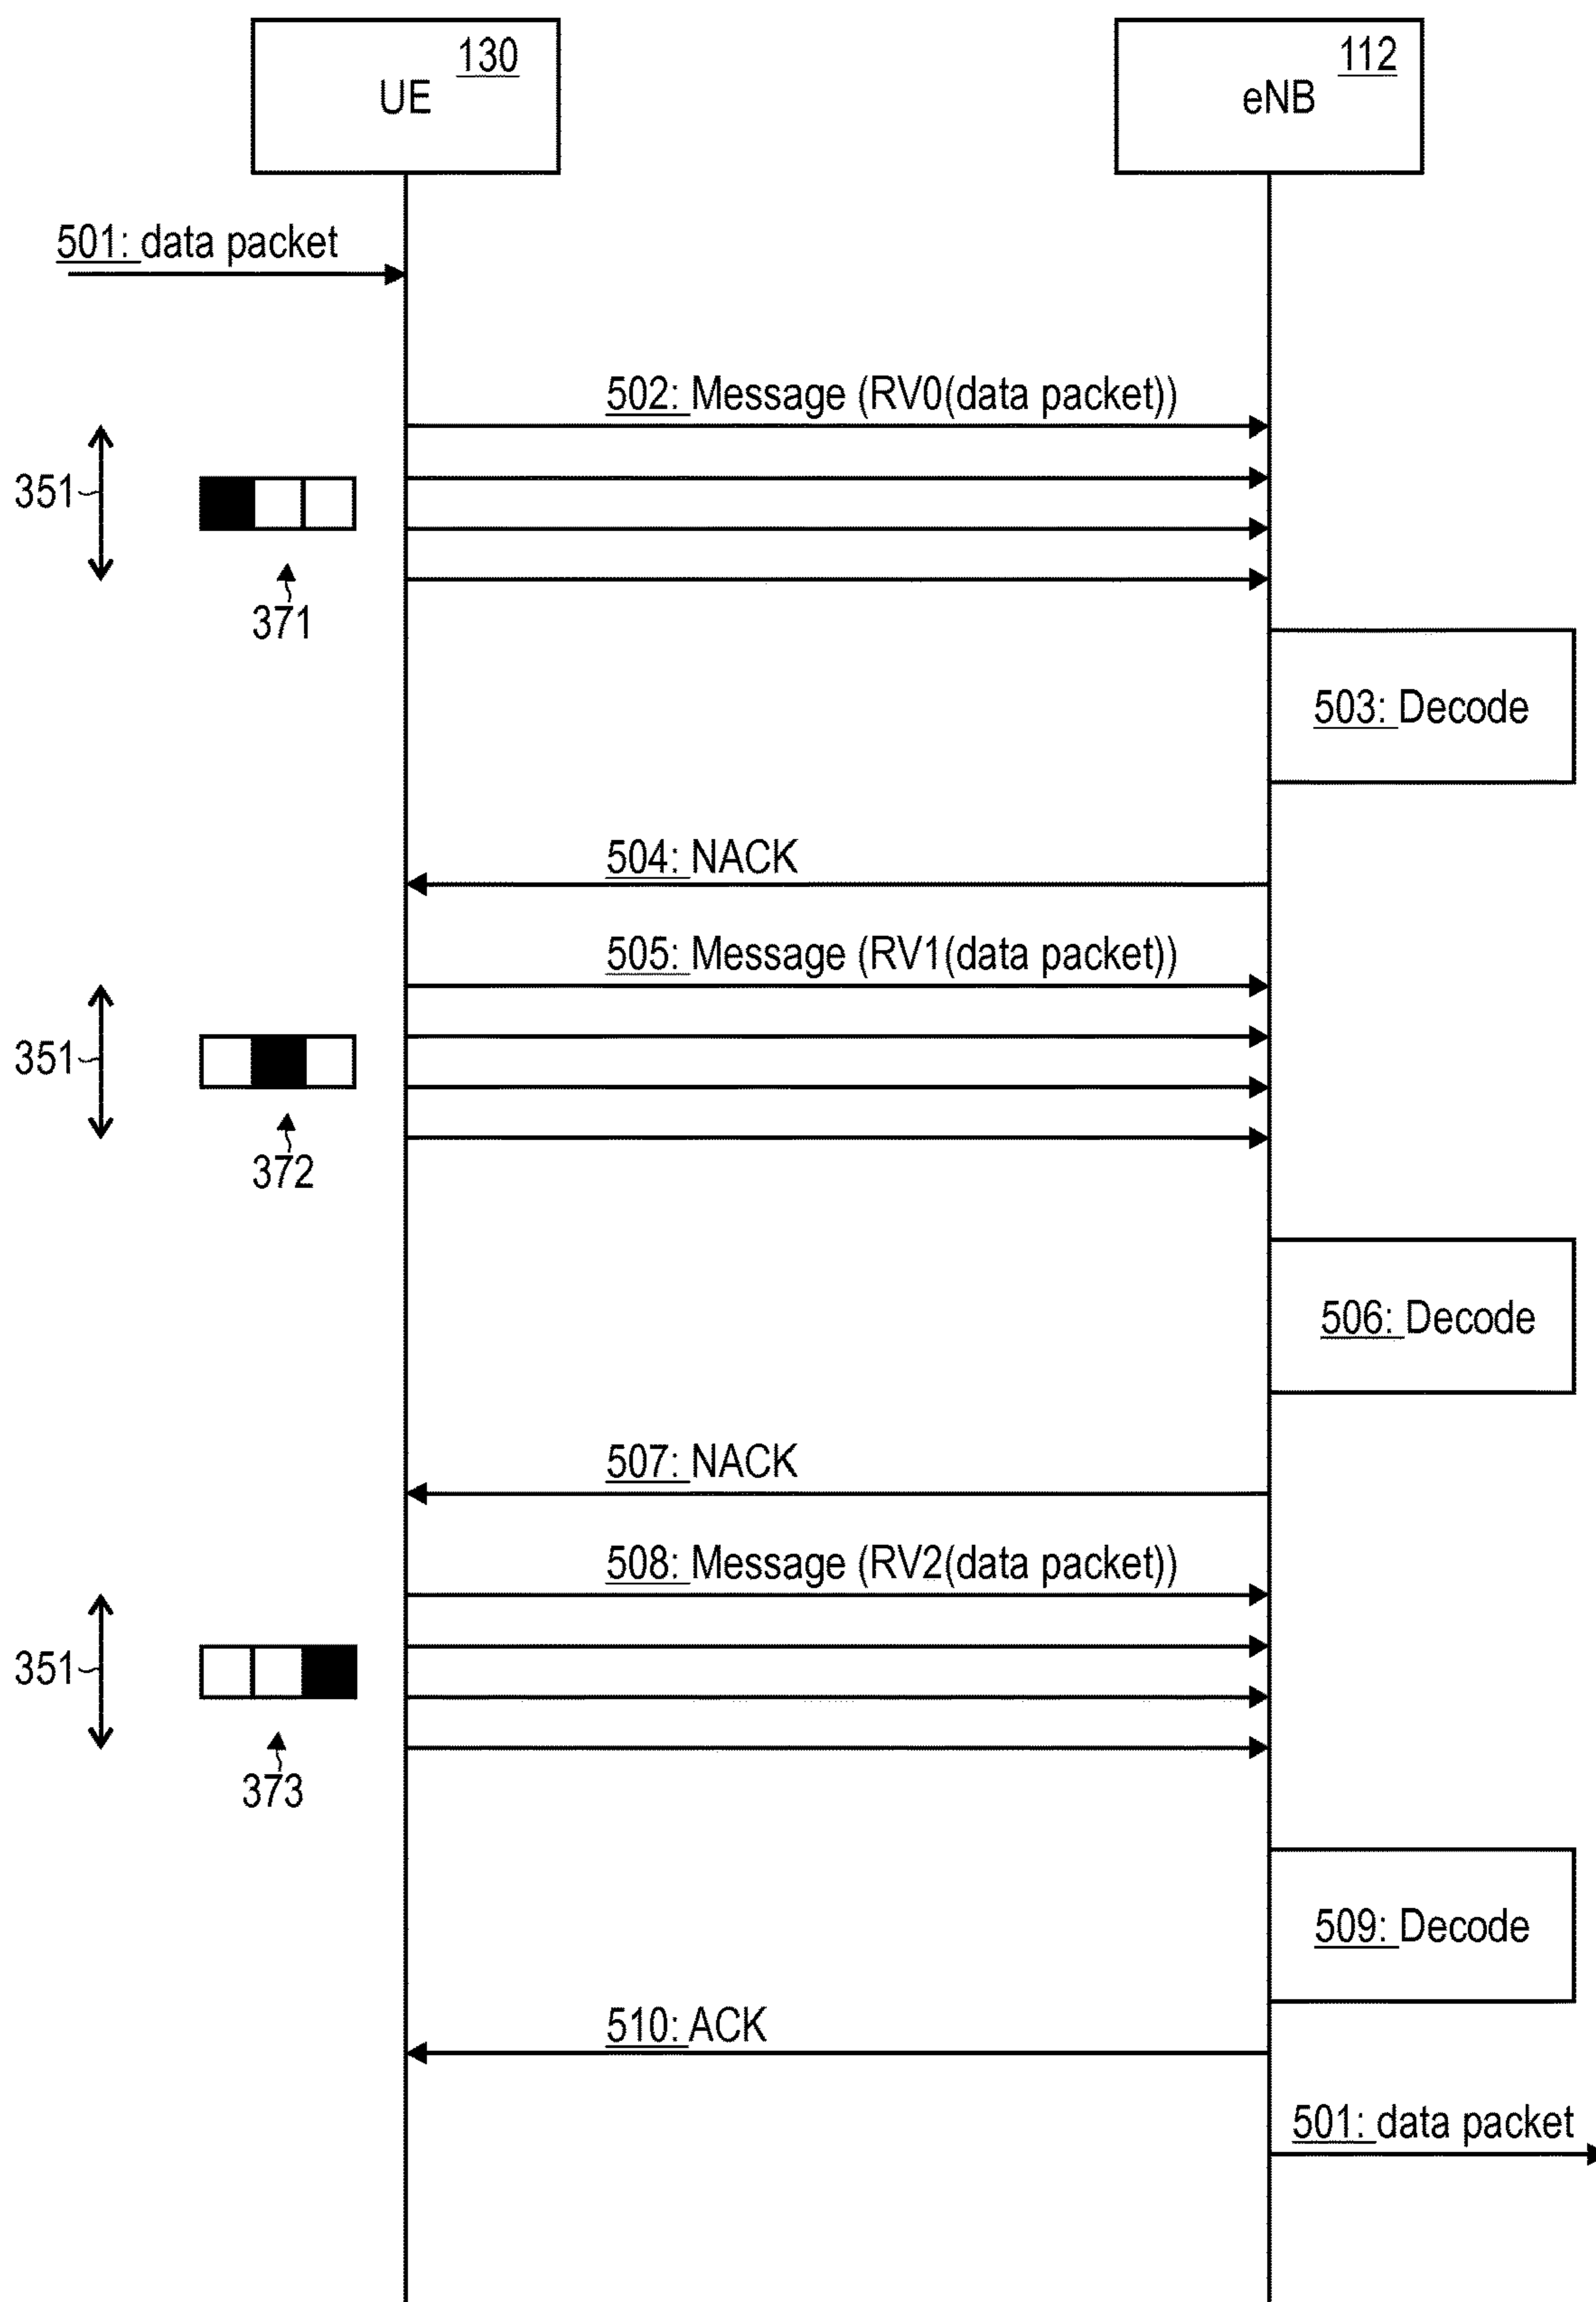 130
UE
112
eNB
501: data packet
502: Message (RV0(data packet))
351
371
503: Decode
504: NACK
505: Message (RV1(data packet))
351
372
506: Decode
507: NACK
508: Message (RV2(data packet))
351
373
509: Decode
510: ACK
501: data packet